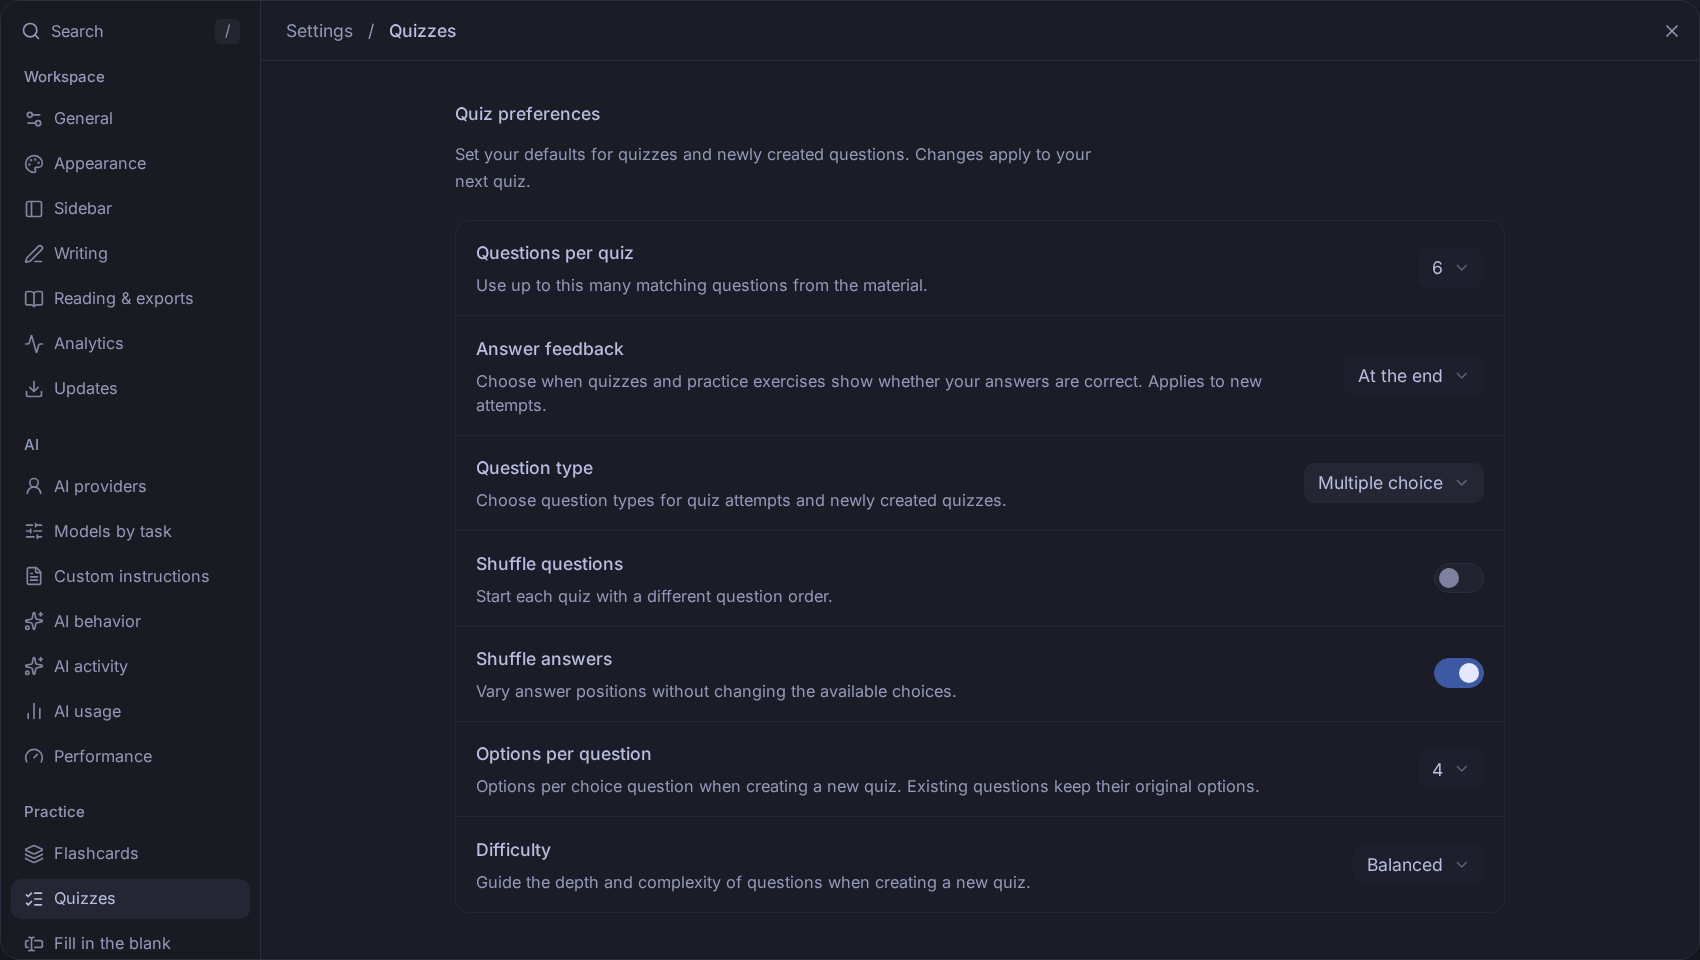 Search /
Workspace
General
Appearance
Sidebar
Writing
Reading & exports
Analytics
Updates
AI
AI providers
Models by task
Custom instructions
AI behavior
AI activity
AI usage
Performance
Practice
Flashcards
Quizzes
Fill in the blank
Settings / Quizzes
Quiz preferences
Set your defaults for quizzes and newly created questions. Changes apply to your
next quiz.
Questions per quiz
Use up to this many matching questions from the material.
6
Answer feedback
Choose when quizzes and practice exercises show whether your answers are correct. Applies to new
attempts.
At the end
Question type
Choose question types for quiz attempts and newly created quizzes.
Multiple choice
Shuffle questions
Start each quiz with a different question order.
Shuffle answers
Vary answer positions without changing the available choices.
Options per question
Options per choice question when creating a new quiz. Existing questions keep their original options.
4
Difficulty
Guide the depth and complexity of questions when creating a new quiz.
Balanced